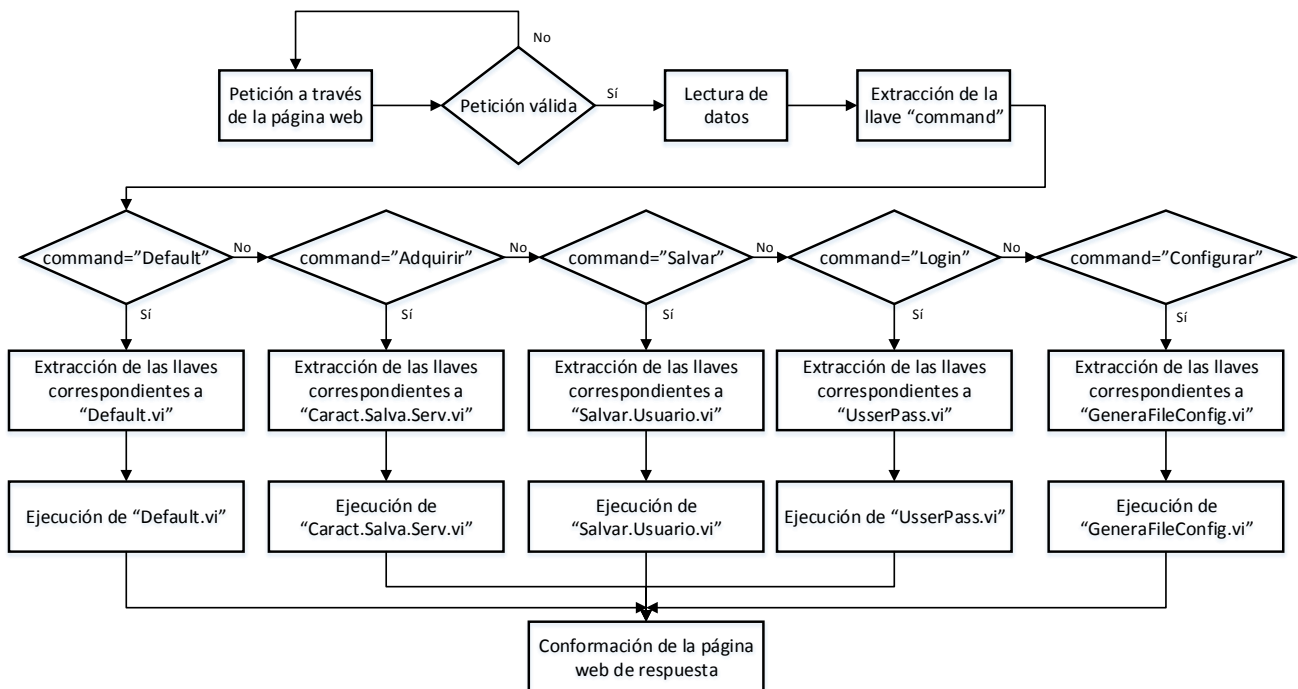 No
Petición a través
de la página web
Petición válida
Sí
Lectura de
datos
Extracción de la
llave “command”
command=”Default”
No
command=”Adquirir”
No
command=”Salvar”
No
command=”Login”
No
command=”Configurar”
Sí
Sí
Sí
Sí
Sí
Extracción de las llaves
correspondientes a
“Default.vi”
Extracción de las llaves
correspondientes a
“Caract.Salva.Serv.vi”
Extracción de las llaves
correspondientes a
“Salvar.Usuario.vi”
Extracción de las llaves
correspondientes a
“UsserPass.vi”
Extracción de las llaves
correspondientes a
“GeneraFileConfig.vi”
Ejecución de “Default.vi”
Ejecución de
“Caract.Salva.Serv.vi”
Ejecución de
“Salvar.Usuario.vi”
Ejecución de “UsserPass.vi”
Ejecución de
“GeneraFileConfig.vi”
Conformación de la página
web de respuesta